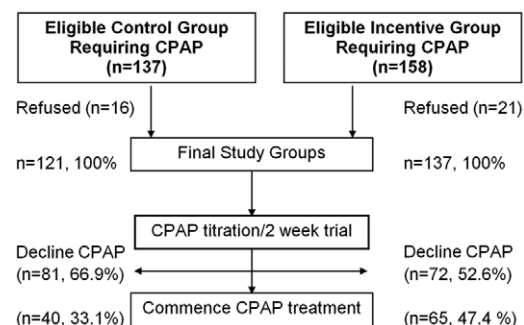 Eligible Control Group
Requiring CPAP
(n=137)
Eligible Incentive Group
Requiring CPAP
(n=158)
Refused (n=16)
Refused (n=21)
n=121, 100%
Final Study Groups
n=137, 100%
CPAP titration/2 week trial
Decline CPAP
(n=81, 66.9%)
Decline CPAP
(n=72, 52.6%)
(n=40, 33.1%)
Commence CPAP treatment
(n=65, 47.4 %)